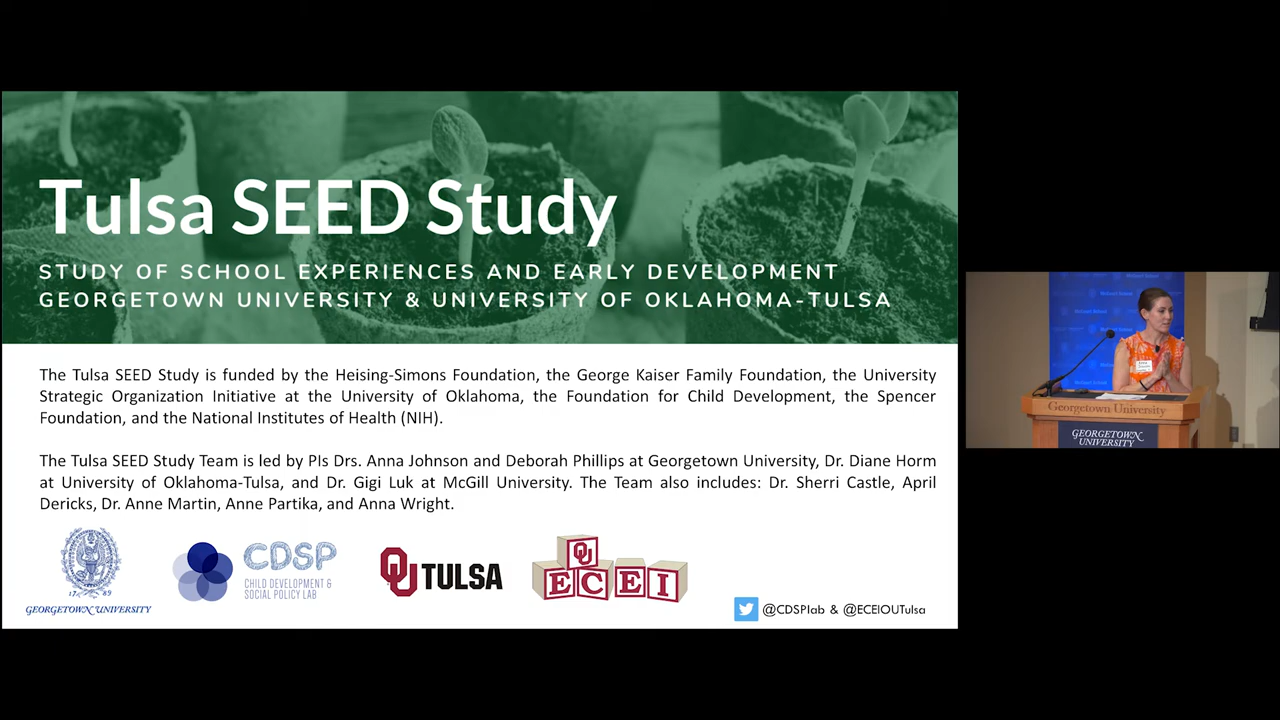 Tulsa SEED Study
STUDY OF SCHOOL EXPERIENCES AND EARLY DEVELOPMENT
GEORGETOWN UNIVERSITY & UNIVERSITY OF OKLAHOMA-TULSA
The Tulsa SEED Study is funded by the Heising-Simons Foundation, the George Kaiser Family Foundation, the University
Strategic Organization Initiative at the University of Oklahoma, the Foundation for Child Development, the Spencer
Foundation, and the National Institutes of Health (NIH).
The Tulsa SEED Study Team is led by PIs Drs. Anna Johnson and Deborah Phillips at Georgetown University, Dr. Diane Horm
at University of Oklahoma-Tulsa, and Dr. Gigi Luk at McGill University. The Team also includes: Dr. Sherri Castle, April
Dericks, Dr. Anne Martin, Anne Partika, and Anna Wright.
17 89
GEORGETOWN UNIVERSITY
CDSP
CHILD DEVELOPMENT &
SOCIAL POLICY LAB
OU TULSA
OU
ECEI
@CDSPlab & @ECEIOUTulsa
Georgetown University
GEORGETOWN
UNIVERSITY